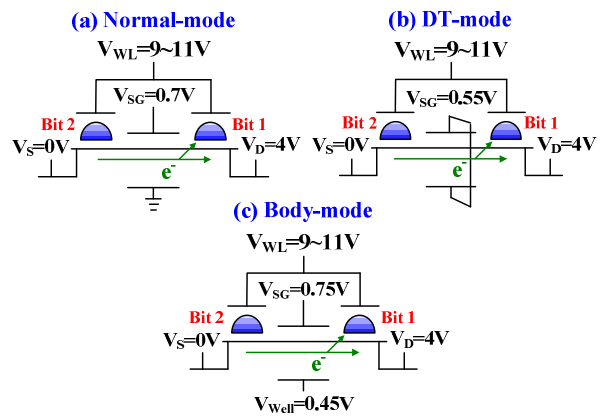 (a) Normal-mode
V_WL=9~11V
V_SG=0.7V
Bit 2
Bit 1
V_S=0V
V_D=4V
e⁻
(b) DT-mode
V_WL=9~11V
V_SG=0.55V
Bit 2
Bit 1
V_S=0V
V_D=4V
e⁻
(c) Body-mode
V_WL=9~11V
V_SG=0.75V
Bit 2
Bit 1
V_S=0V
V_D=4V
e⁻
V_Well=0.45V